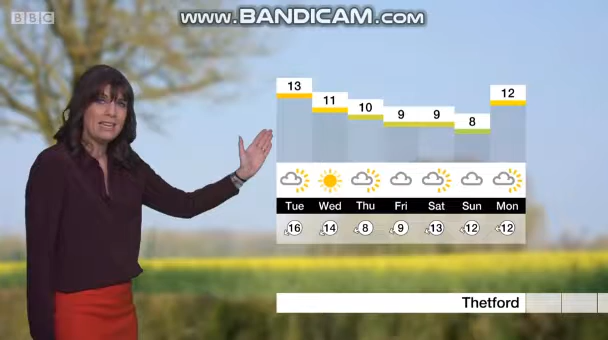 BBC
www.BANDICAM.com
13 11 10 9 9 8 12
Tue Wed Thu Fri Sat Sun Mon
16 14 8 9 13 12 12
Thetford